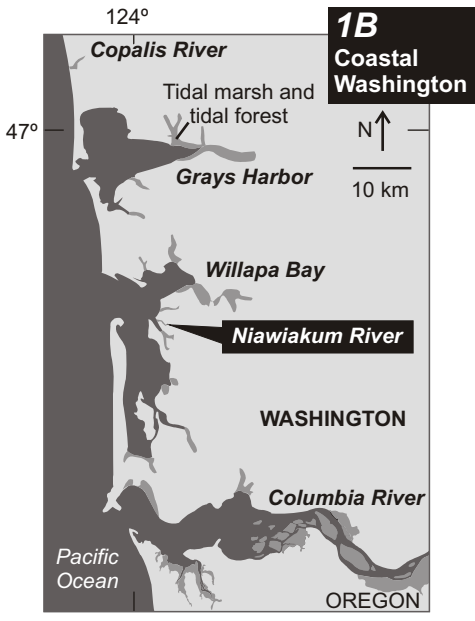 124º
1B
Coastal
Washington
Copalis River
Tidal marsh and
tidal forest
47º
N
Grays Harbor
10 km
Willapa Bay
Niawiakum River
WASHINGTON
Columbia River
Pacific
Ocean
OREGON